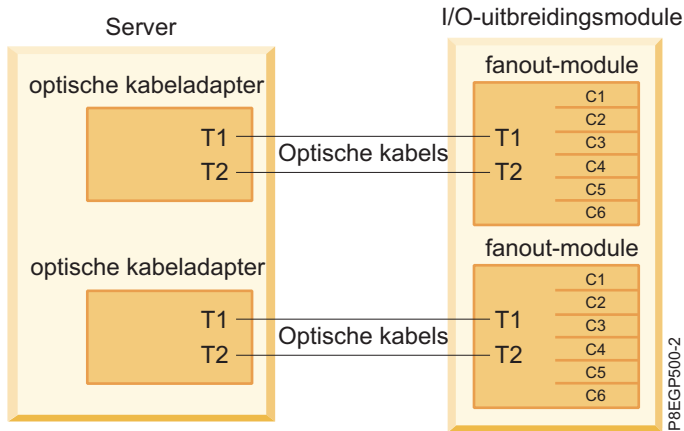 Server
I/O-uitbreidingsmodule
optische kabeladapter
fanout-module
T1
T2
Optische kabels
T1
T2
C1
C2
C3
C4
C5
C6
optische kabeladapter
fanout-module
T1
T2
Optische kabels
T1
T2
C1
C2
C3
C4
C5
C6
P8EGP500-2